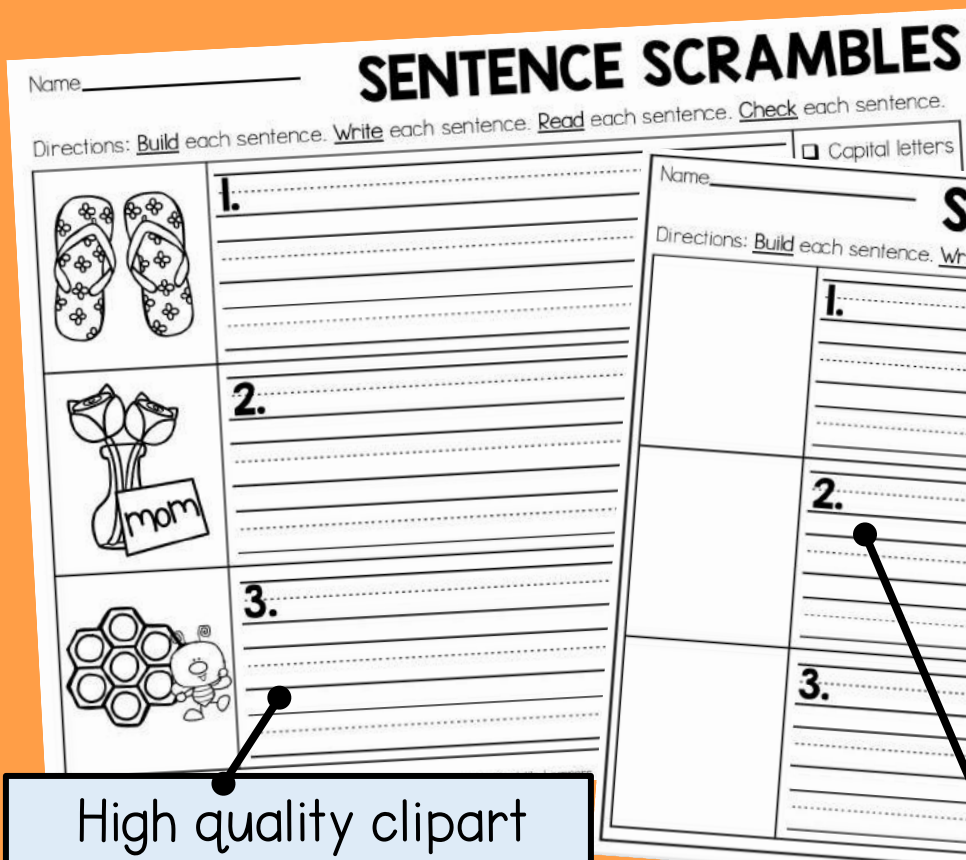 Name
SENTENCE SCRAMBLES
Directions: Build each sentence. Write each sentence. Read each sentence. Check each sentence.
Capital letters
1.
2.
mom
3.
Name
S
Directions: Build each sentence. Wr
1.
2.
3.
High quality clipart